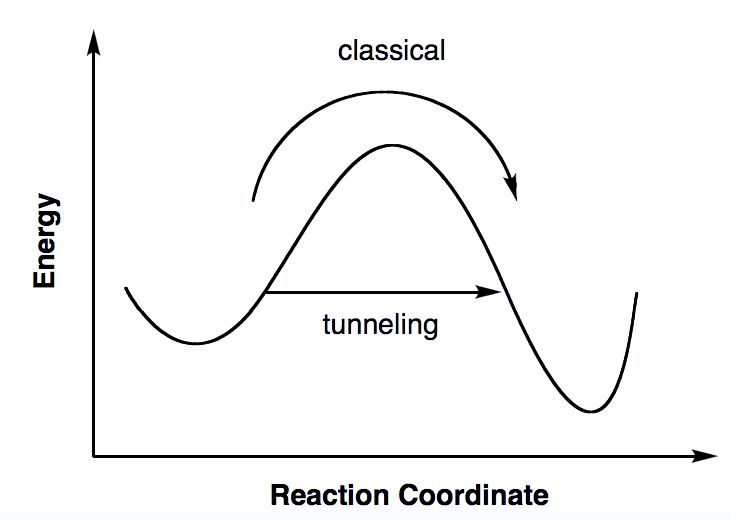 classical
Energy
tunneling
Reaction Coordinate